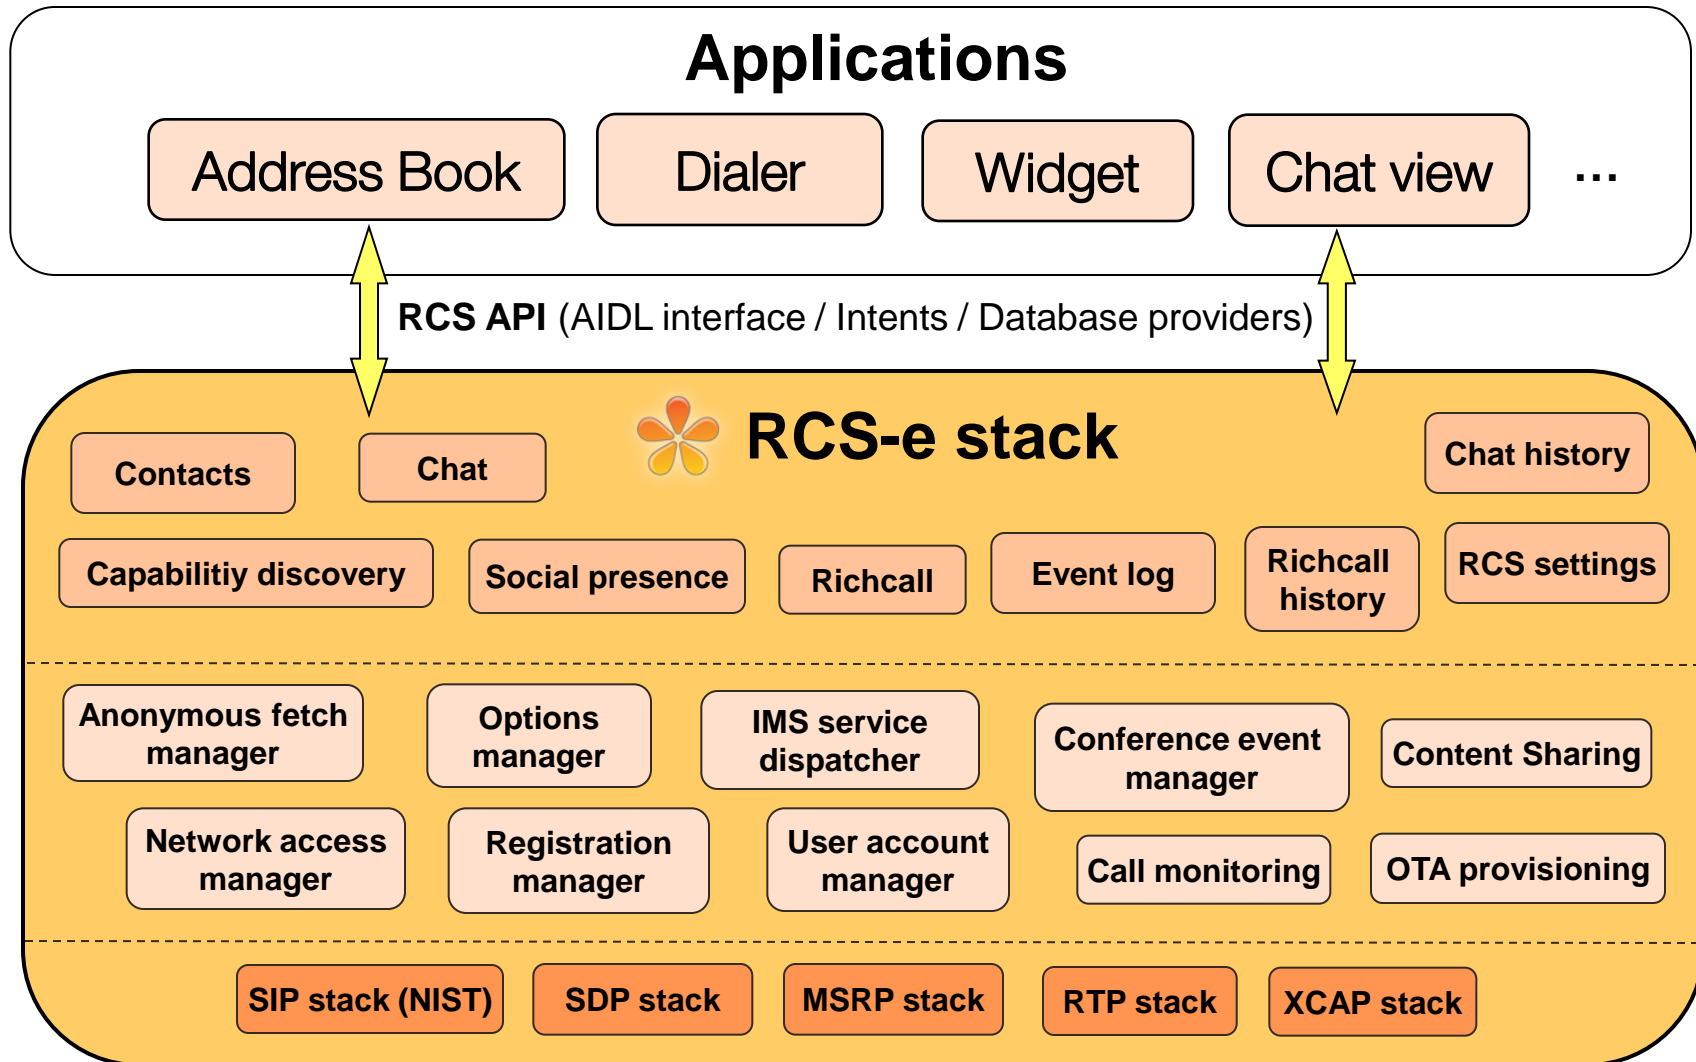 Applications
Address Book
Dialer
Widget
Chat view
...
RCS API (AIDL interface / Intents / Database providers)
RCS-e stack
Contacts
Chat
Chat history
Capabilitiy discovery
Social presence
Richcall
Event log
Richcall
history
RCS settings
Anonymous fetch
manager
Options
manager
IMS service
dispatcher
Conference event
manager
Content Sharing
Network access
manager
Registration
manager
User account
manager
Call monitoring
OTA provisioning
SIP stack (NIST)
SDP stack
MSRP stack
RTP stack
XCAP stack